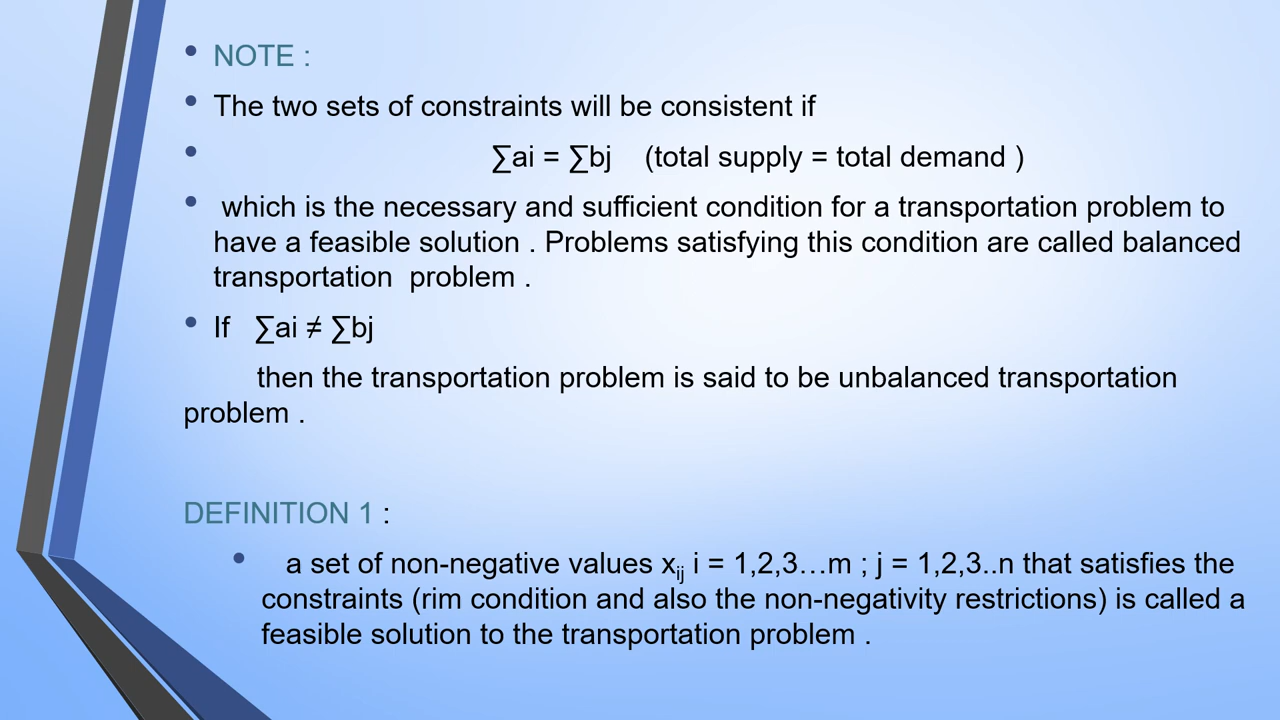 • NOTE :
• The two sets of constraints will be consistent if
• ∑ai = ∑bj (total supply = total demand )
• which is the necessary and sufficient condition for a transportation problem to
have a feasible solution . Problems satisfying this condition are called balanced
transportation problem .
• If ∑ai ≠ ∑bj
then the transportation problem is said to be unbalanced transportation
problem .
DEFINITION 1 :
• a set of non-negative values xij i = 1,2,3…m ; j = 1,2,3..n that satisfies the
constraints (rim condition and also the non-negativity restrictions) is called a
feasible solution to the transportation problem .